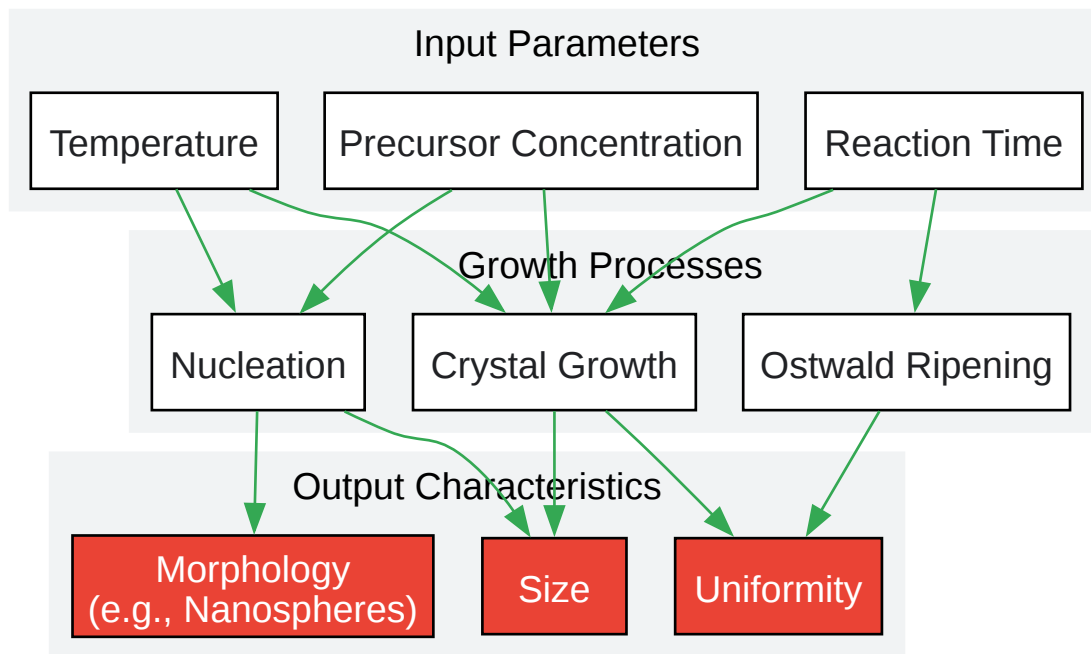 Input Parameters
Temperature
Precursor Concentration
Reaction Time
Growth Processes
Nucleation
Crystal Growth
Ostwald Ripening
Output Characteristics
Morphology
(e.g., Nanospheres)
Size
Uniformity